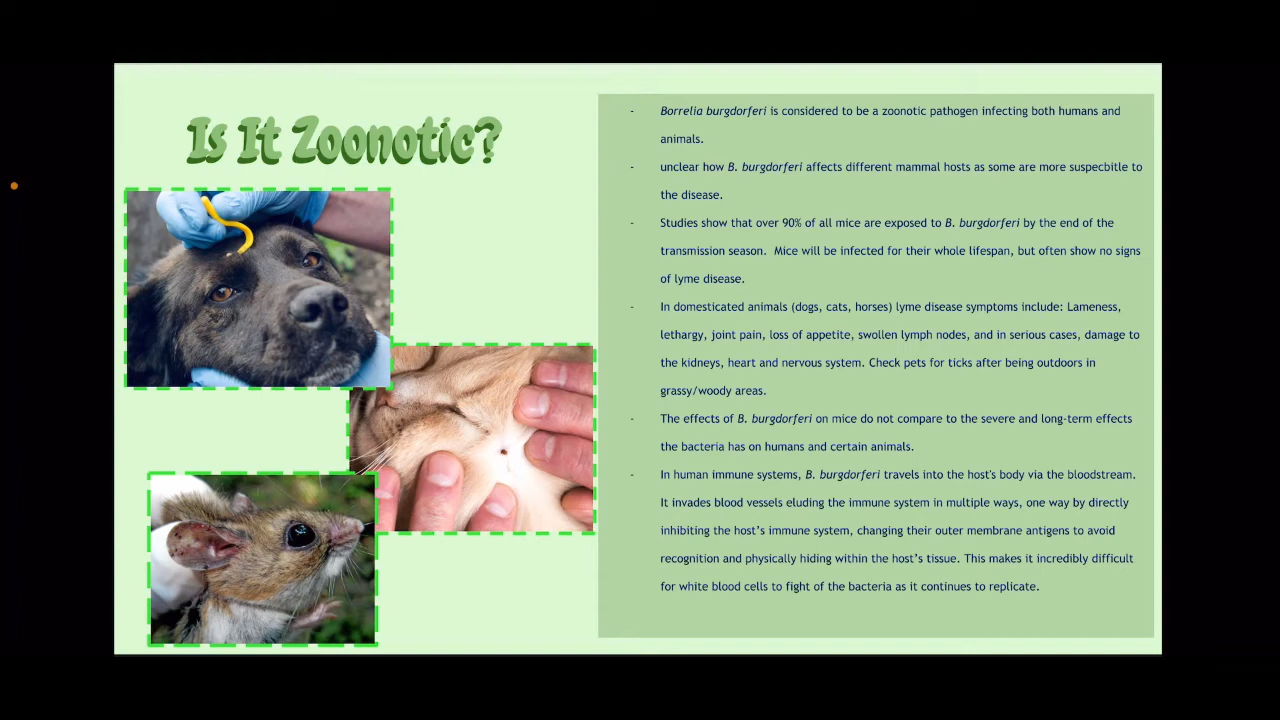 Is It Zoonotic?
- Borrelia burgdorferi is considered to be a zoonotic pathogen infecting both humans and
animals.
- unclear how B. burgdorferi affects different mammal hosts as some are more suspecbitle to
the disease.
- Studies show that over 90% of all mice are exposed to B. burgdorferi by the end of the
transmission season.  Mice will be infected for their whole lifespan, but often show no signs
of lyme disease.
- In domesticated animals (dogs, cats, horses) lyme disease symptoms include: Lameness,
lethargy, joint pain, loss of appetite, swollen lymph nodes, and in serious cases, damage to
the kidneys, heart and nervous system. Check pets for ticks after being outdoors in
grassy/woody areas.
- The effects of B. burgdorferi on mice do not compare to the severe and long-term effects
the bacteria has on humans and certain animals.
- In human immune systems, B. burgdorferi travels into the host's body via the bloodstream.
It invades blood vessels eluding the immune system in multiple ways, one way by directly
inhibiting the host’s immune system, changing their outer membrane antigens to avoid
recognition and physically hiding within the host’s tissue. This makes it incredibly difficult
for white blood cells to fight of the bacteria as it continues to replicate.